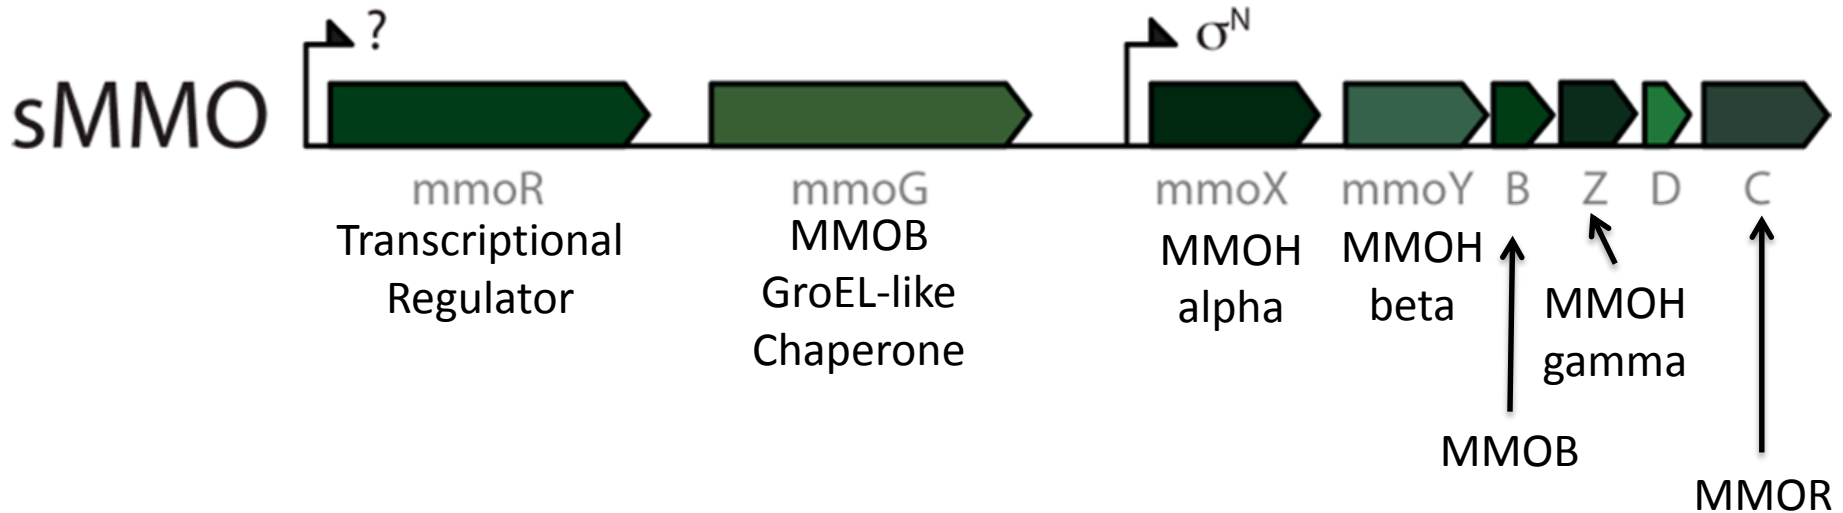 ? σN
sMMO
mmoR mmoG mmoX mmoY B Z D C
Transcriptional
Regulator
MMOB
GroEL-like
Chaperone
MMOH
alpha
MMOH
beta
MMOH
gamma
MMOB
MMOR